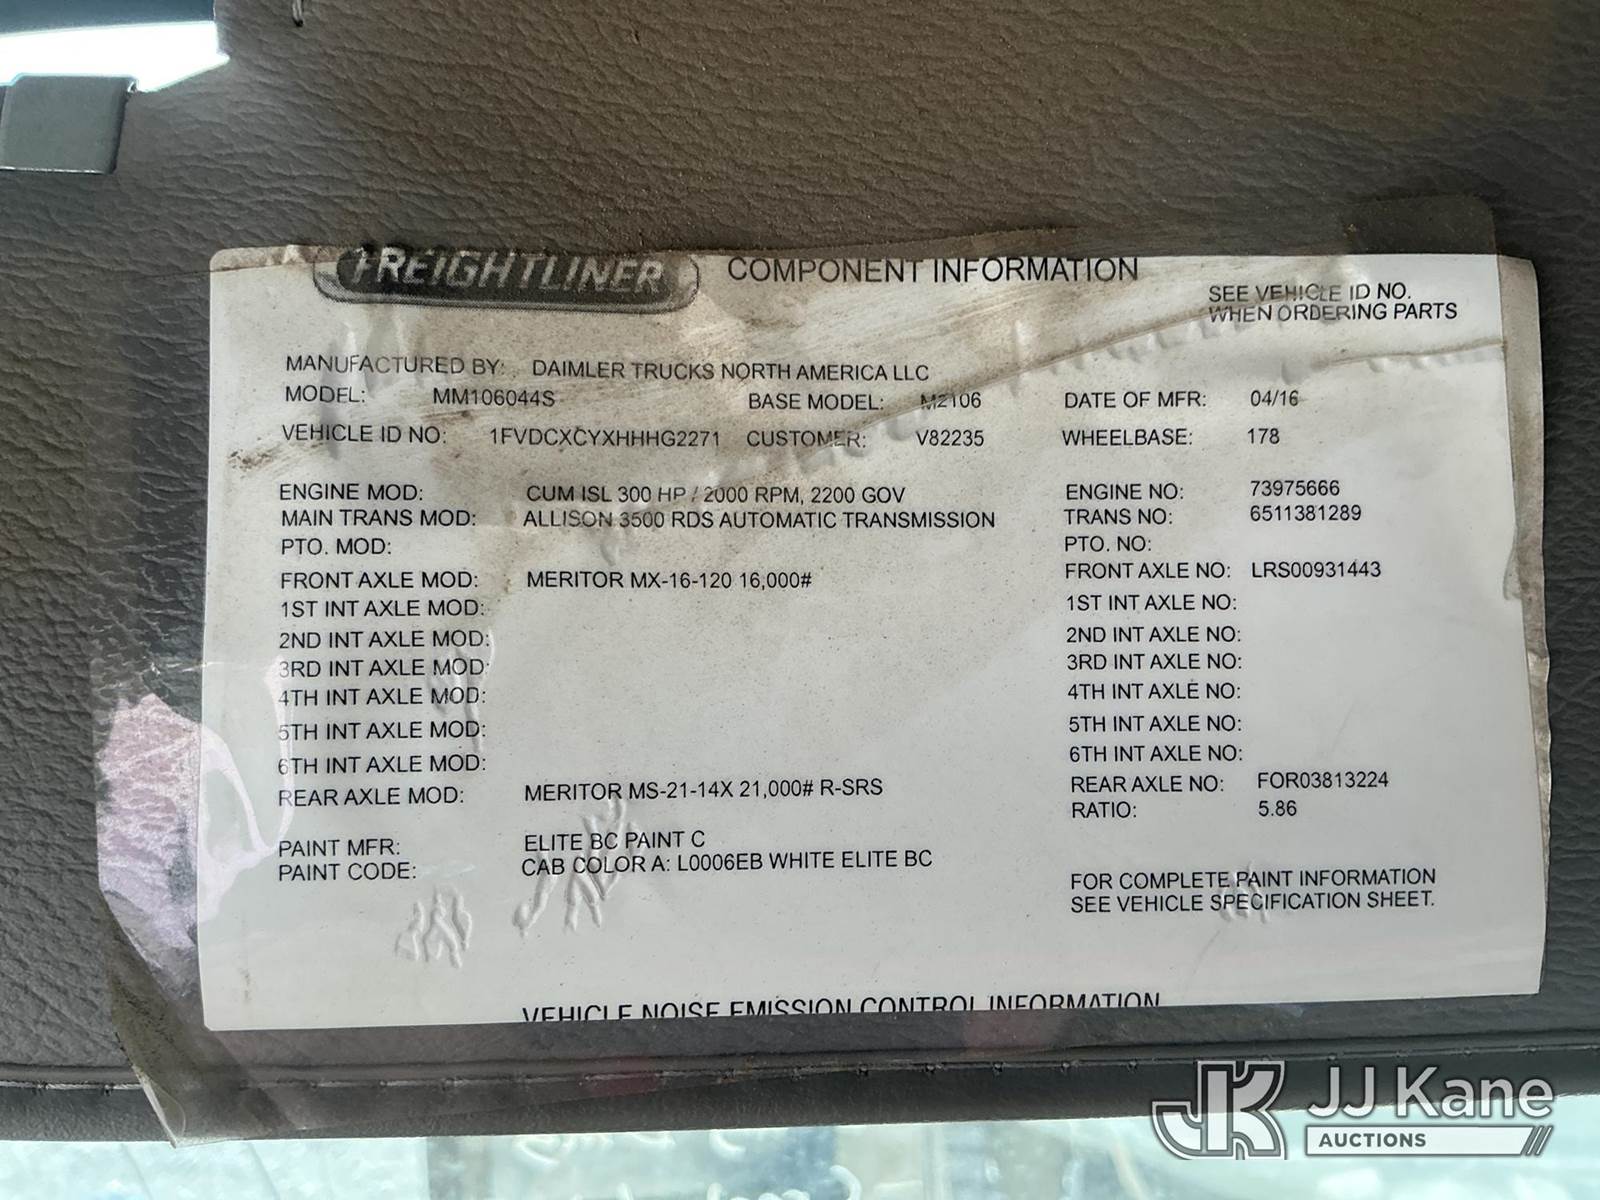 FREIGHTLINER COMPONENT INFORMATION
SEE VEHICLE ID NO.
WHEN ORDERING PARTS
MANUFACTURED BY: DAIMLER TRUCKS NORTH AMERICA LLC
MODEL: MM106044S BASE MODEL: M2106 DATE OF MFR: 04/16
VEHICLE ID NO: 1FVDCXCYXHHHG2271 CUSTOMER: V82235 WHEELBASE: 178
ENGINE MOD: CUM ISL 300 HP / 2000 RPM, 2200 GOV ENGINE NO: 73975666
MAIN TRANS MOD: ALLISON 3500 RDS AUTOMATIC TRANSMISSION TRANS NO: 6511381289
PTO. MOD: PTO. NO:
FRONT AXLE MOD: MERITOR MX-16-120 16,000# FRONT AXLE NO: LRS00931443
1ST INT AXLE MOD: 1ST INT AXLE NO:
2ND INT AXLE MOD: 2ND INT AXLE NO:
3RD INT AXLE MOD: 3RD INT AXLE NO:
4TH INT AXLE MOD: 4TH INT AXLE NO:
5TH INT AXLE MOD: 5TH INT AXLE NO:
6TH INT AXLE MOD: 6TH INT AXLE NO:
REAR AXLE MOD: MERITOR MS-21-14X 21,000# R-SRS REAR AXLE NO: FOR03813224
RATIO: 5.86
PAINT MFR: ELITE BC PAINT C
PAINT CODE: CAB COLOR A: L0006EB WHITE ELITE BC
FOR COMPLETE PAINT INFORMATION
SEE VEHICLE SPECIFICATION SHEET.
VEHICLE NOISE EMISSION CONTROL INFORMATION
JK JJ Kane
AUCTIONS